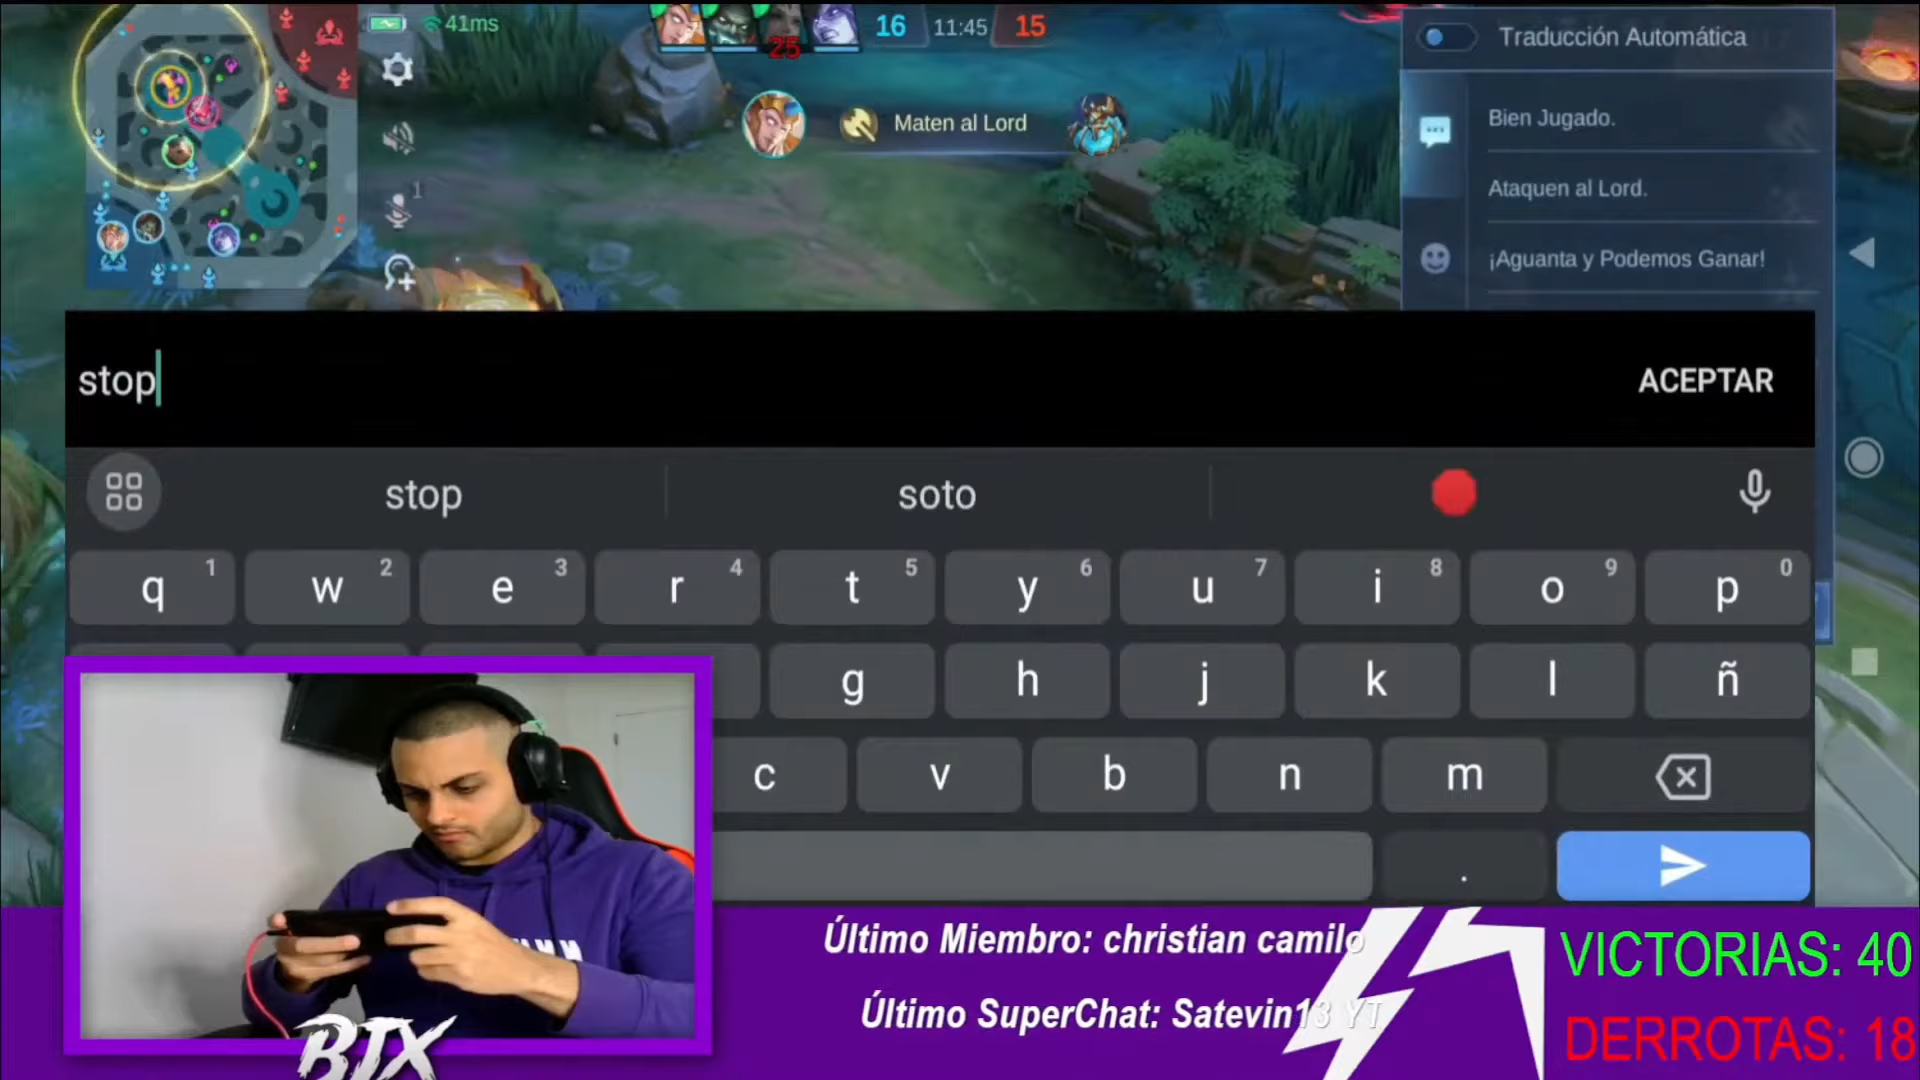 41ms
16 11:45 15
25
Traducción Automática
Maten al Lord
Bien Jugado.
Ataquen al Lord.
¡Aguanta y Podemos Ganar!
1
stop
ACEPTAR
stop soto
q 1 w 2 e 3 r 4 t 5 y 6 u 7 i 8 o 9 p 0
g h j k l ñ
c v b n m
.
Último Miembro: christian camilo
Último SuperChat: Satevin13 YT
VICTORIAS: 40
DERROTAS: 18
BJX